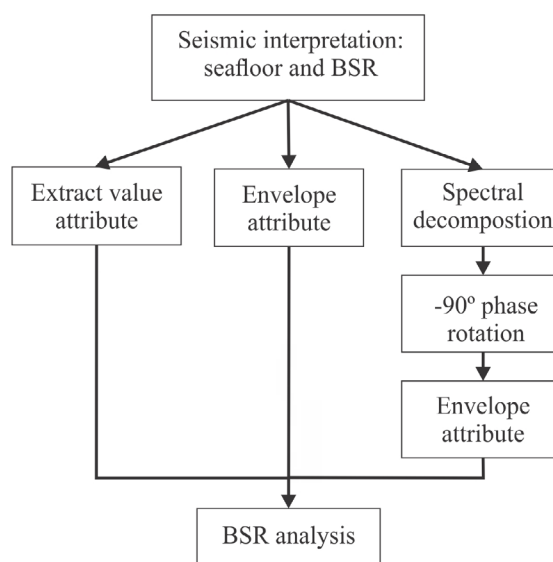 Seismic interpretation:
seafloor and BSR
Extract value
attribute
Envelope
attribute
Spectral
decompostion
-90º phase
rotation
Envelope
attribute
BSR analysis